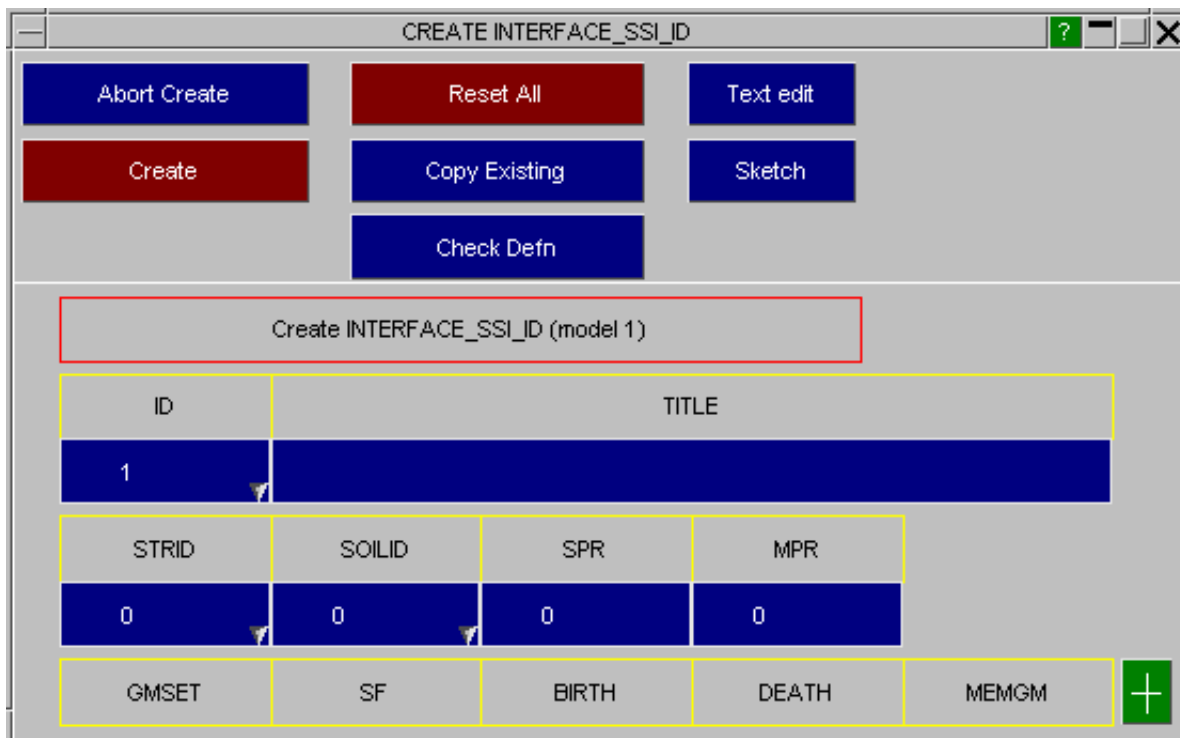 CREATE INTERFACE_SSI_ID ?
Abort Create Reset All Text edit
Create Copy Existing Sketch
Check Defn
Create INTERFACE_SSI_ID (model 1)
ID TITLE
1
STRID SOILID SPR MPR
0 0 0 0
GMSET SF BIRTH DEATH MEMGM +